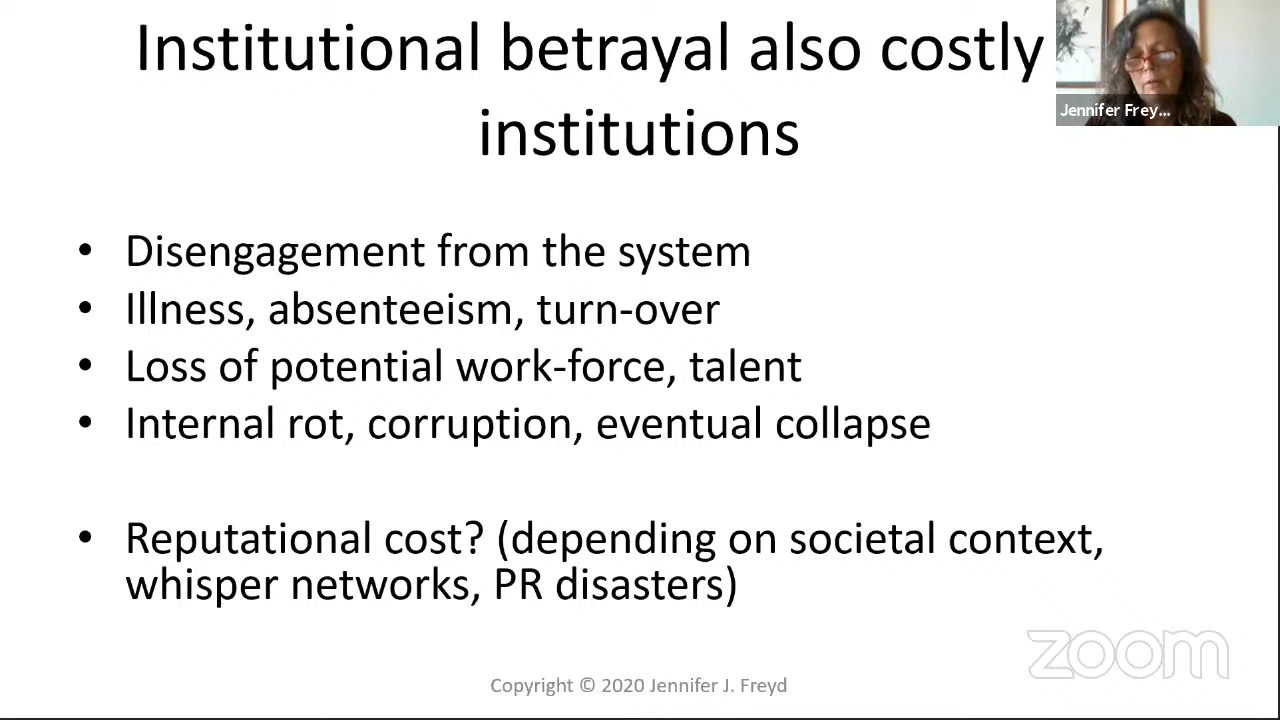 Institutional betrayal also costly
institutions
Jennifer Frey...
• Disengagement from the system
• Illness, absenteeism, turn-over
• Loss of potential work-force, talent
• Internal rot, corruption, eventual collapse
• Reputational cost? (depending on societal context,
whisper networks, PR disasters)
zoom
Copyright © 2020 Jennifer J. Freyd